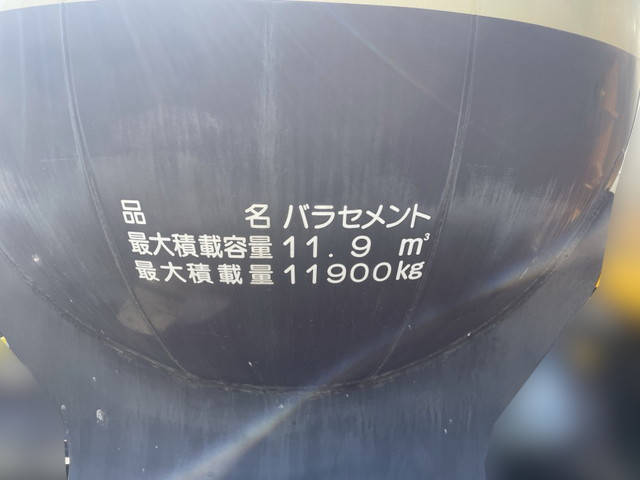 品 名 バラセメント
最大積載容量 11.9 m³
最大積載量 11900kg